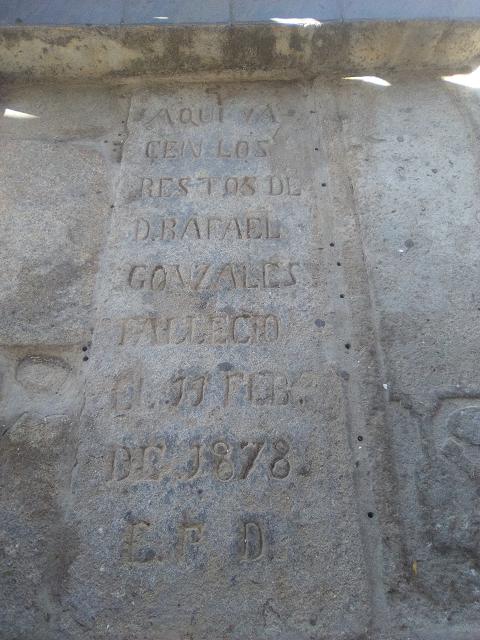 AQUI YA
CEN LOS
RESTOS DE
D. RAFAEL
GONZALES
FALLECIO
EL 11 FEB.
DE 1878
E. P. D.